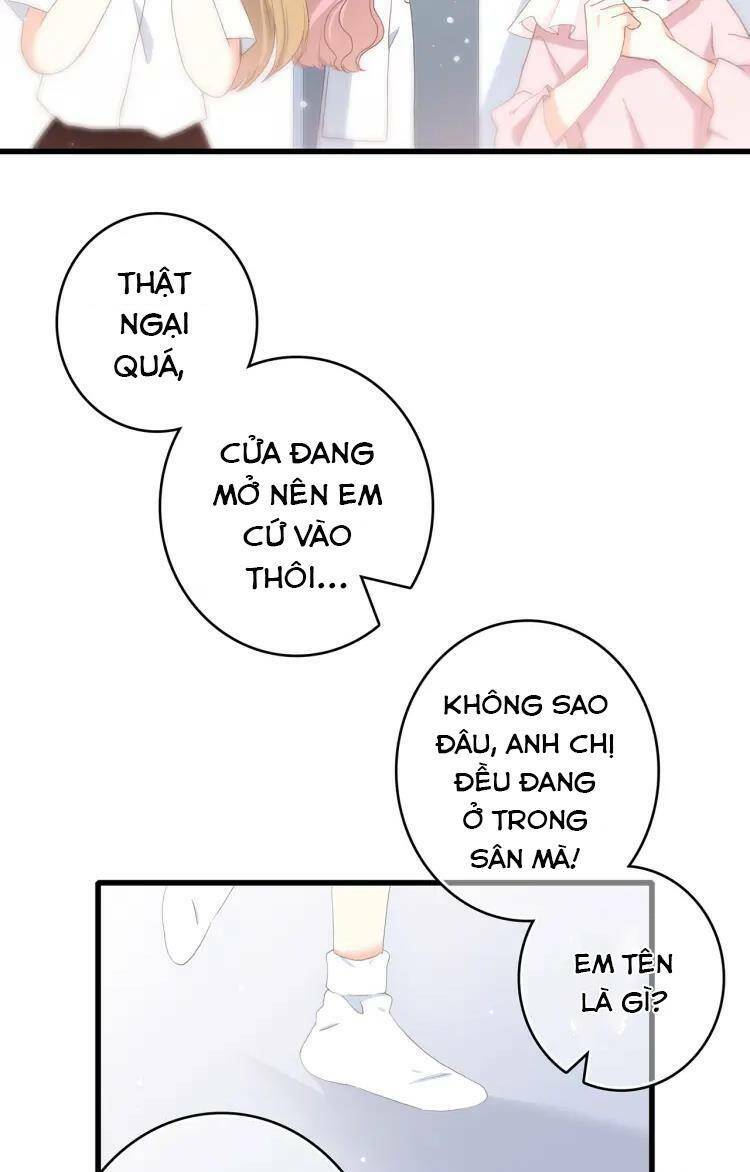 THẬT
NGẠI
QUÁ,
CỬA ĐANG
MỞ NÊN EM
CỨ VÀO
THÔI...
KHÔNG SAO
ĐÂU, ANH CHỊ
ĐỀU ĐANG
Ở TRONG
SÂN MÀ!
EM TÊN
LÀ GÌ?